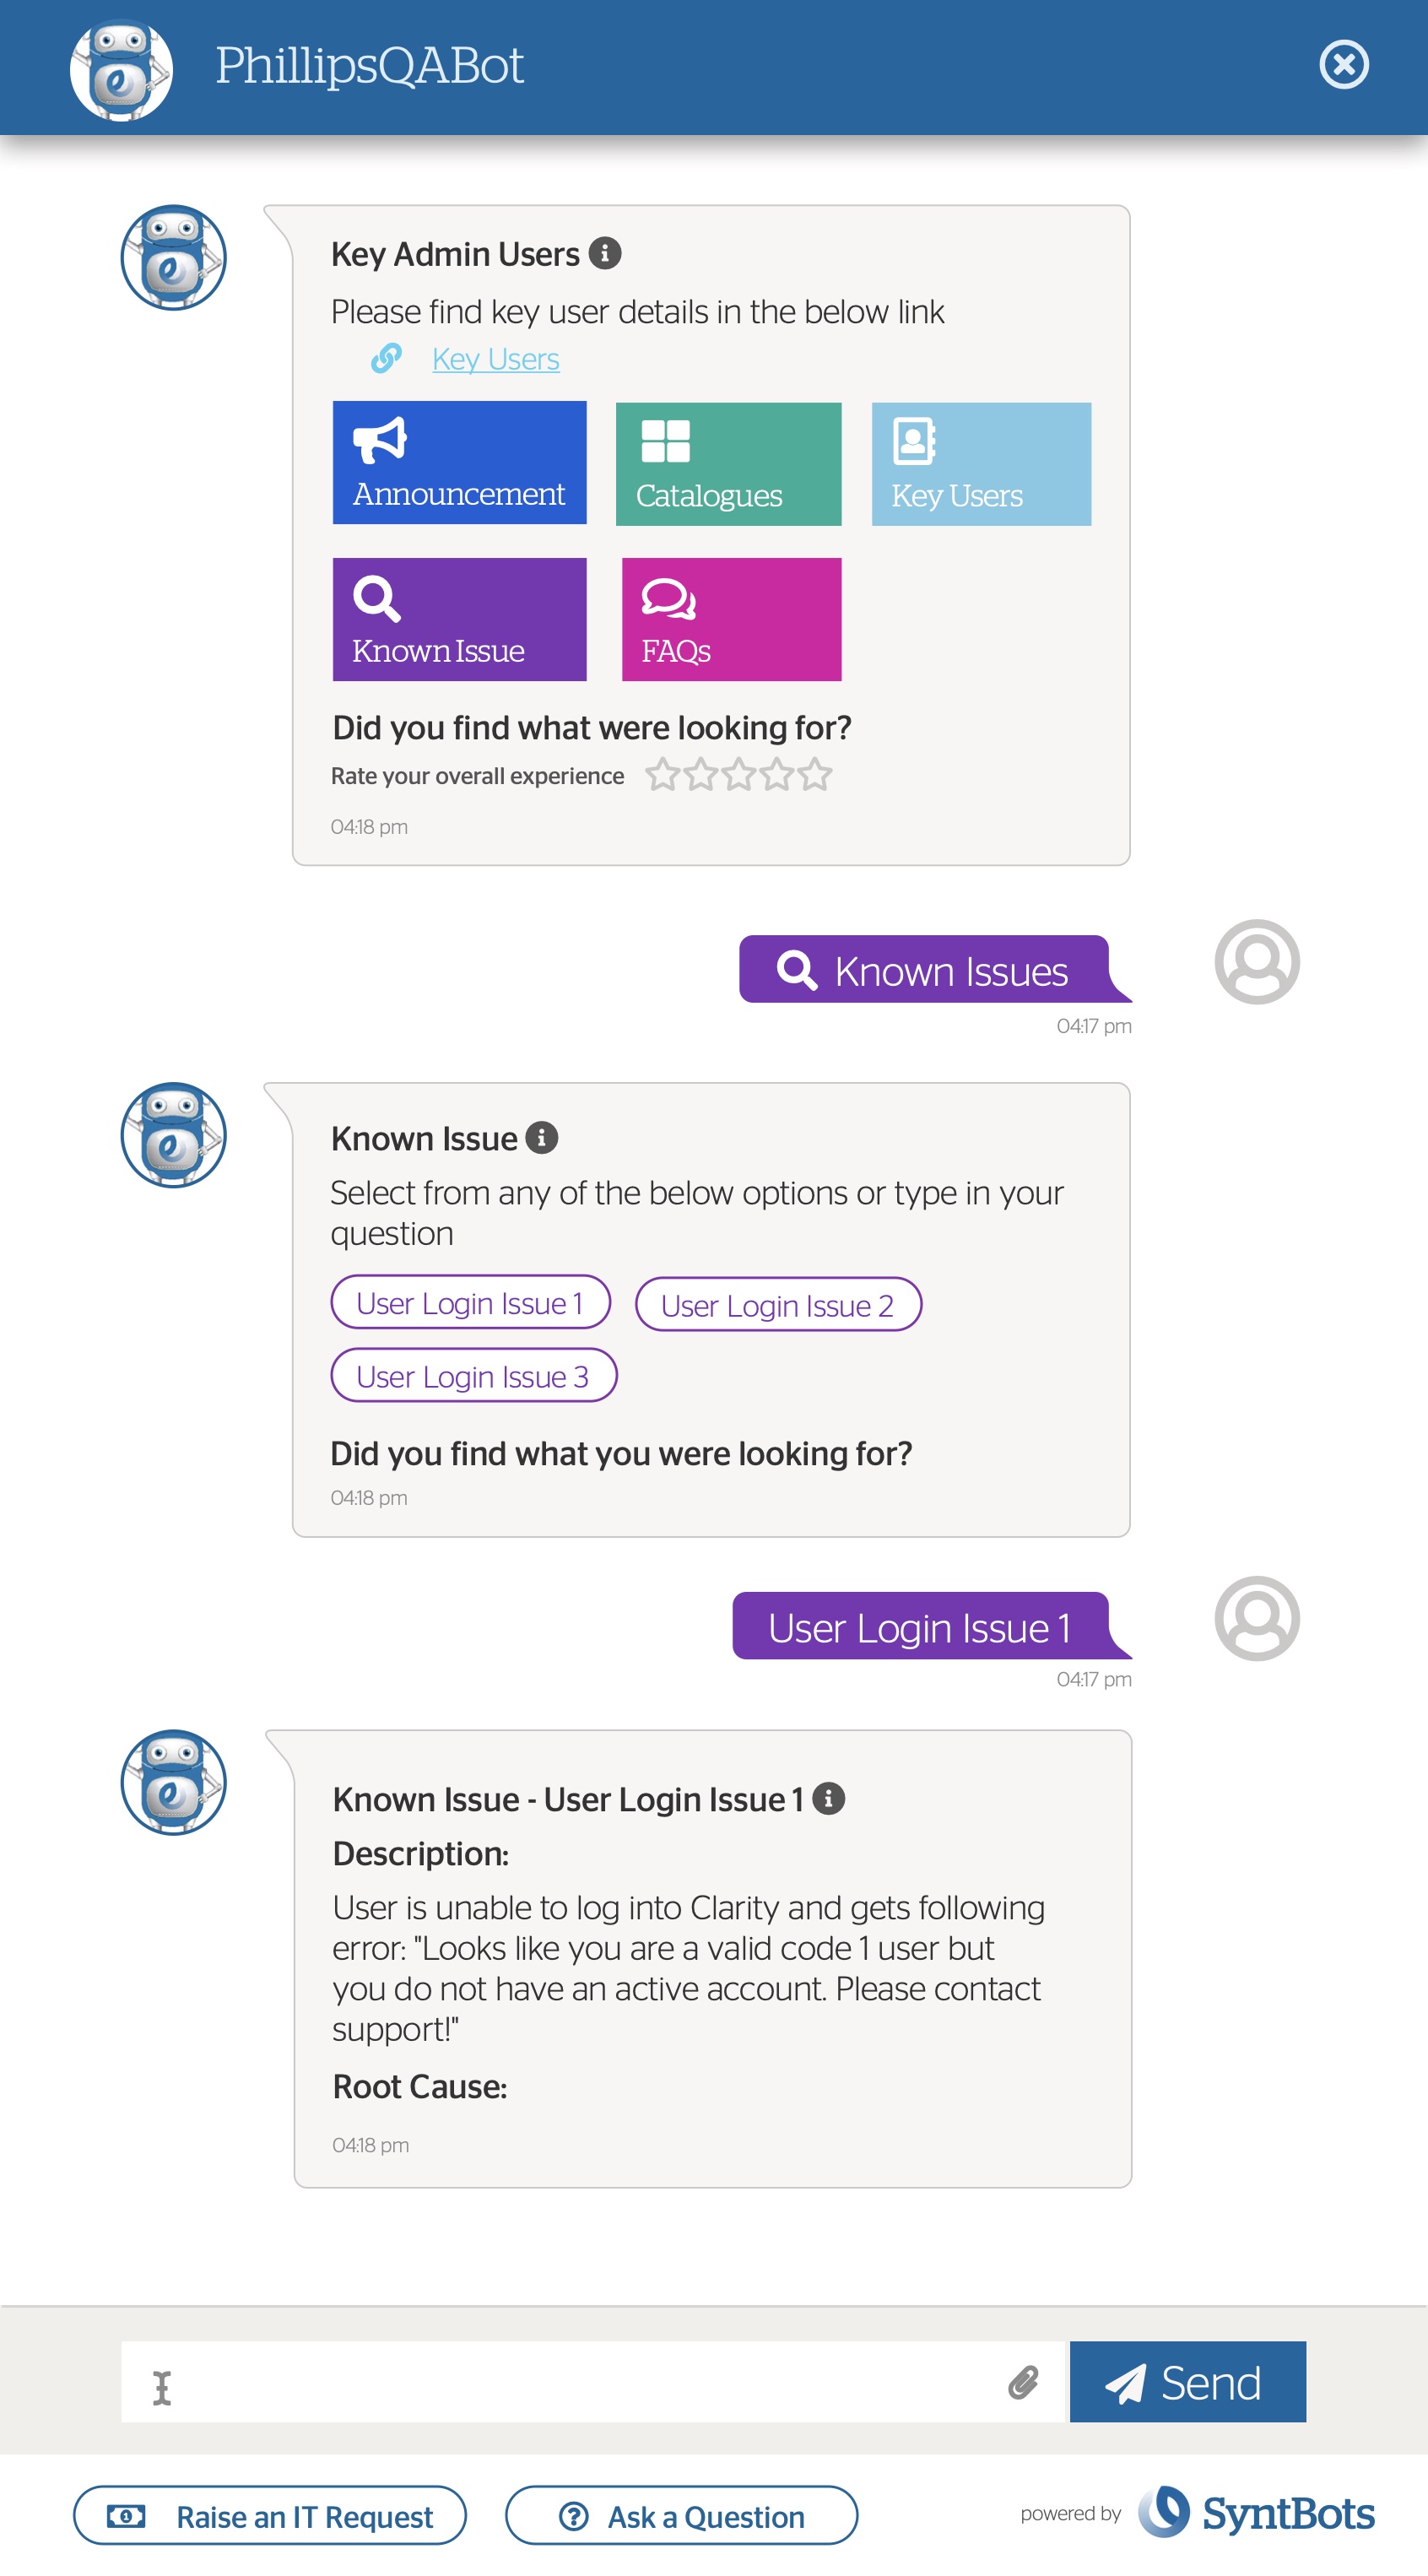 PhillipsQABot
Key Admin Users
Please find key user details in the below link
Key Users
Announcement
Catalogues
Key Users
Known Issue
FAQs
Did you find what were looking for?
Rate your overall experience
04:18 pm
Known Issues
04:17 pm
Known Issue
Select from any of the below options or type in your
question
User Login Issue 1
User Login Issue 2
User Login Issue 3
Did you find what you were looking for?
04:18 pm
User Login Issue 1
04:17 pm
Known Issue - User Login Issue 1
Description:
User is unable to log into Clarity and gets following
error: "Looks like you are a valid code 1 user but
you do not have an active account. Please contact
support!"
Root Cause:
04:18 pm
Send
Raise an IT Request
Ask a Question
powered by
SyntBots